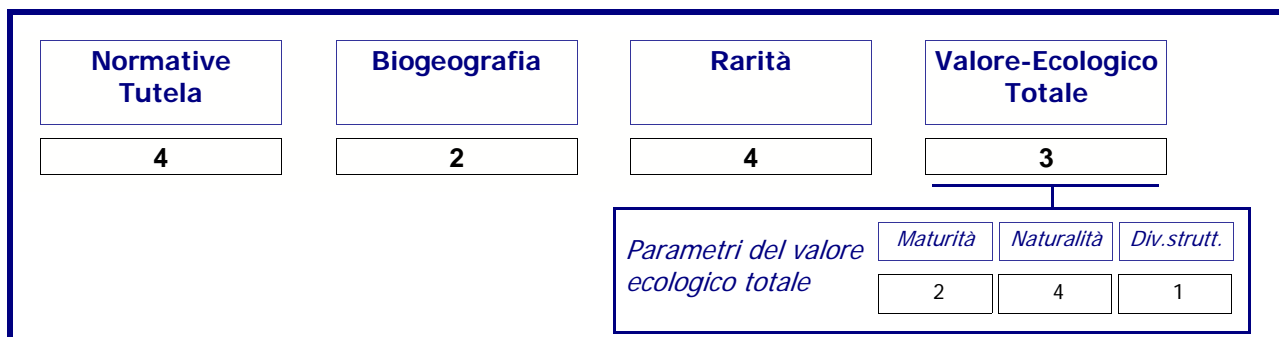 Normative
Tutela
Biogeografia
Rarità
Valore-Ecologico
Totale
4
2
4
3
Parametri del valore
ecologico totale
Maturità
Naturalità
Div.strutt.
2
4
1